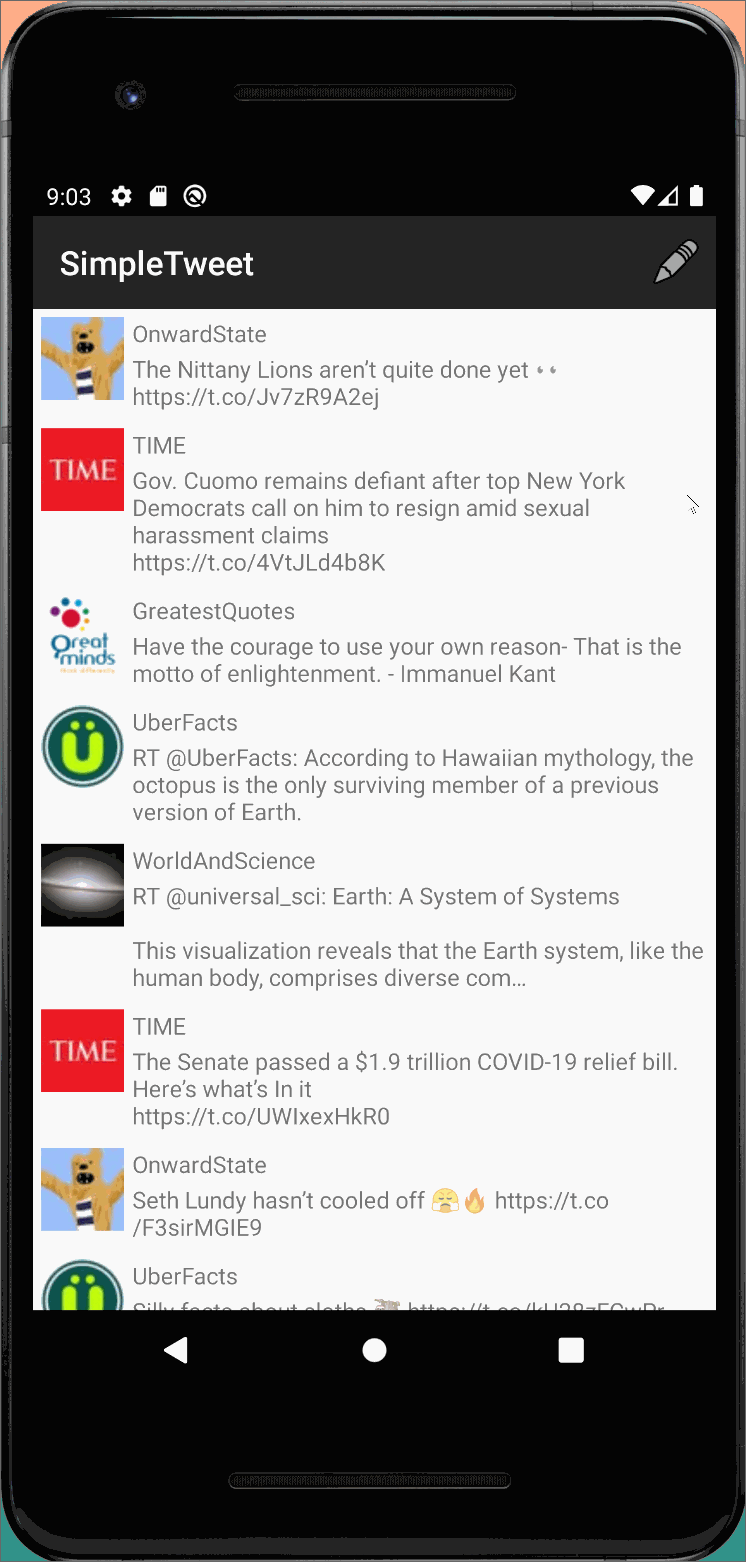 9:03
SimpleTweet
OnwardState
The Nittany Lions aren’t quite done yet 👀
https://t.co/Jv7zR9A2ej
TIME
TIME
Gov. Cuomo remains defiant after top New York
Democrats call on him to resign amid sexual
harassment claims
https://t.co/4VtJLd4b8K
great
minds
GreatestQuotes
Have the courage to use your own reason- That is the
motto of enlightenment. - Immanuel Kant
Ü
UberFacts
RT @UberFacts: According to Hawaiian mythology, the
octopus is the only surviving member of a previous
version of Earth.
WorldAndScience
RT @universal_sci: Earth: A System of Systems
This visualization reveals that the Earth system, like the
human body, comprises diverse com…
TIME
TIME
The Senate passed a $1.9 trillion COVID-19 relief bill.
Here’s what’s In it
https://t.co/UWIxexHkR0
OnwardState
Seth Lundy hasn’t cooled off 😤🔥 https://t.co
/F3sirMGIE9
Ü
UberFacts
Silly facts about sloths 🦥